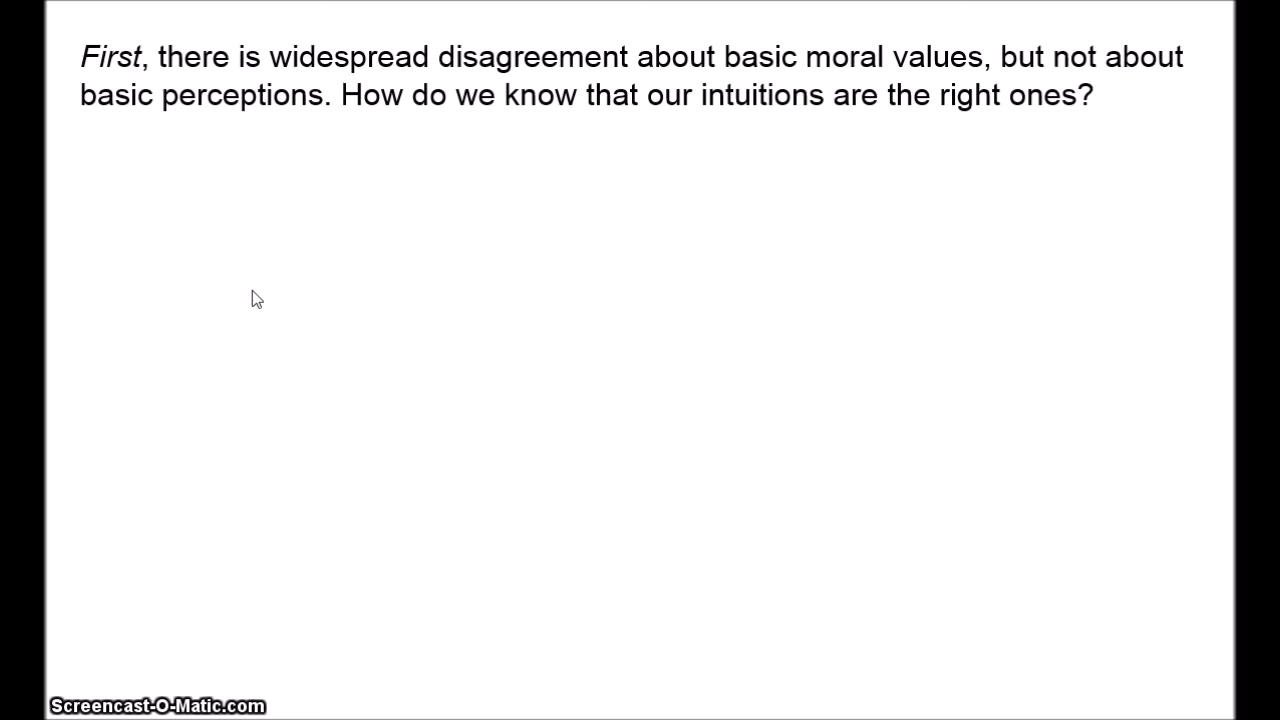 First, there is widespread disagreement about basic moral values, but not about
basic perceptions. How do we know that our intuitions are the right ones?
Screencast-O-Matic.com